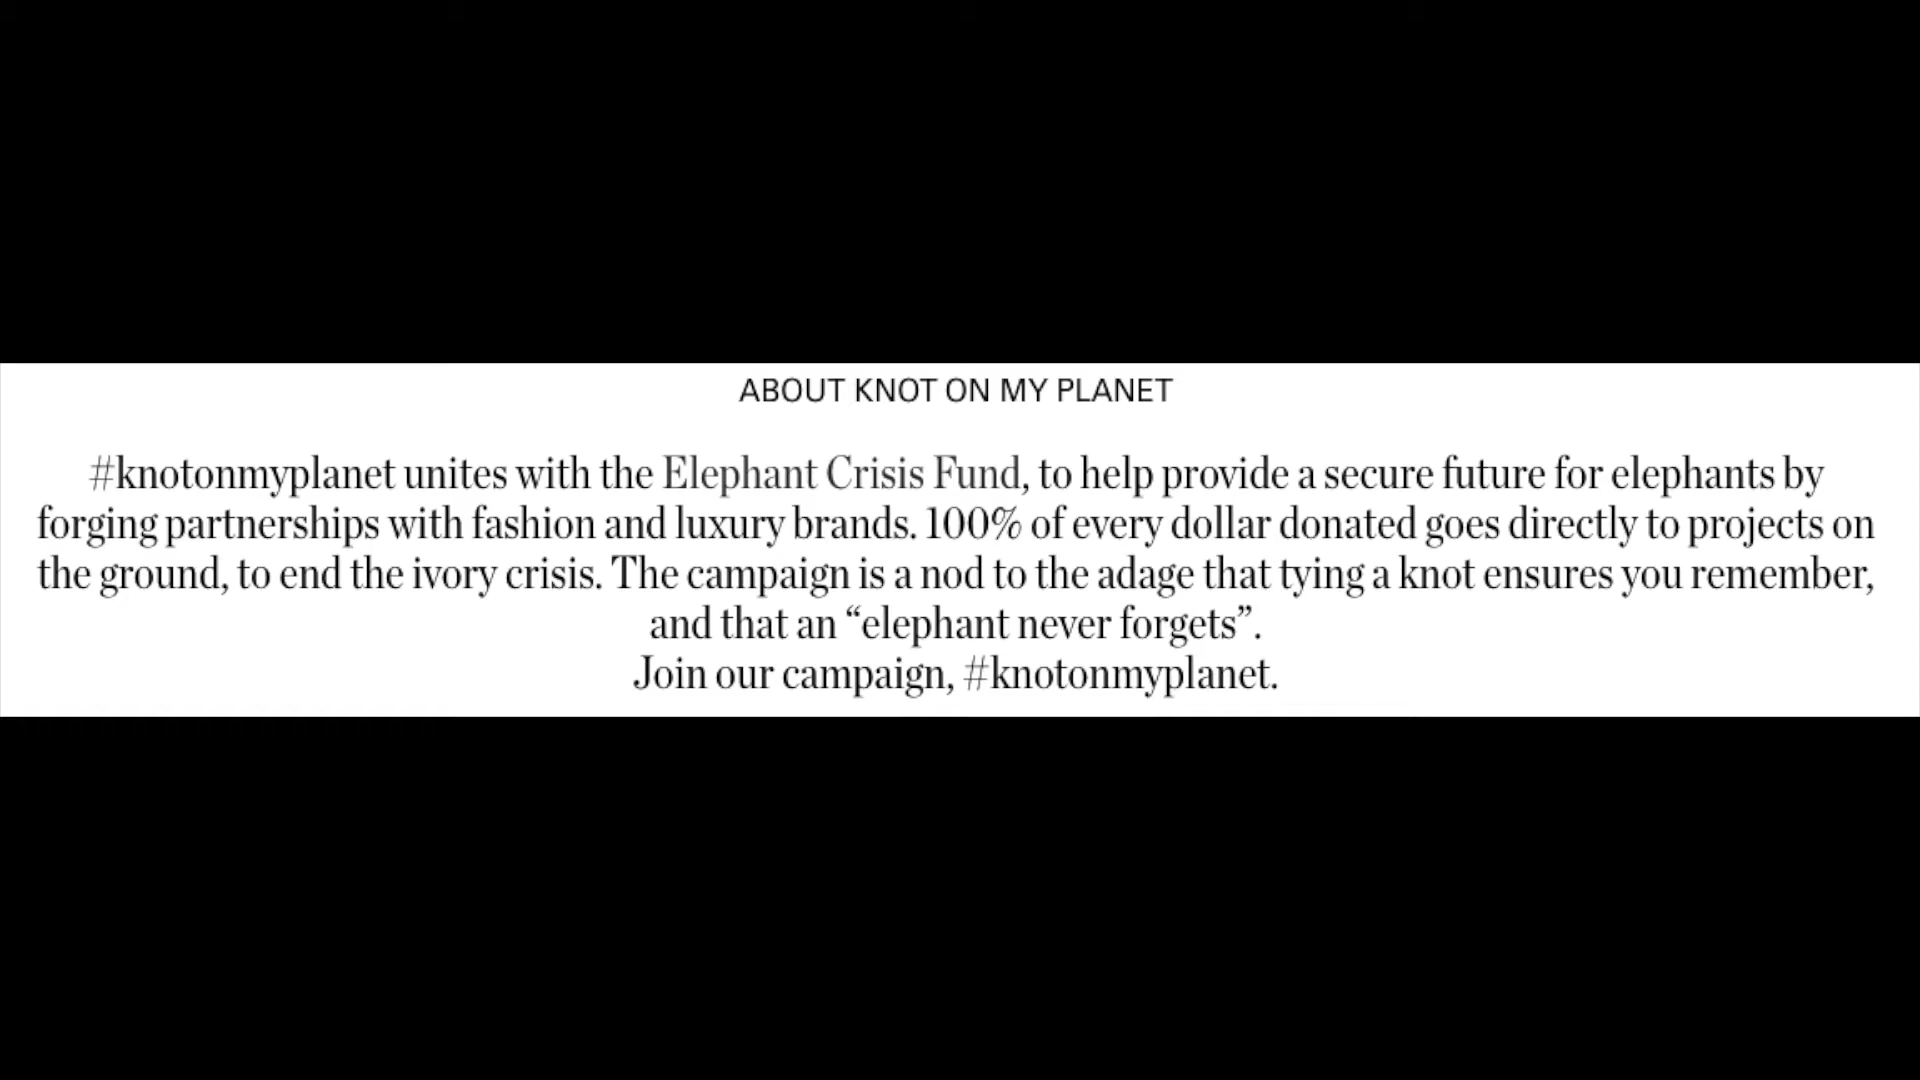 ABOUT KNOT ON MY PLANET
#knotonmyplanet unites with the Elephant Crisis Fund, to help provide a secure future for elephants by
forging partnerships with fashion and luxury brands. 100% of every dollar donated goes directly to projects on
the ground, to end the ivory crisis. The campaign is a nod to the adage that tying a knot ensures you remember,
and that an “elephant never forgets”.
Join our campaign, #knotonmyplanet.